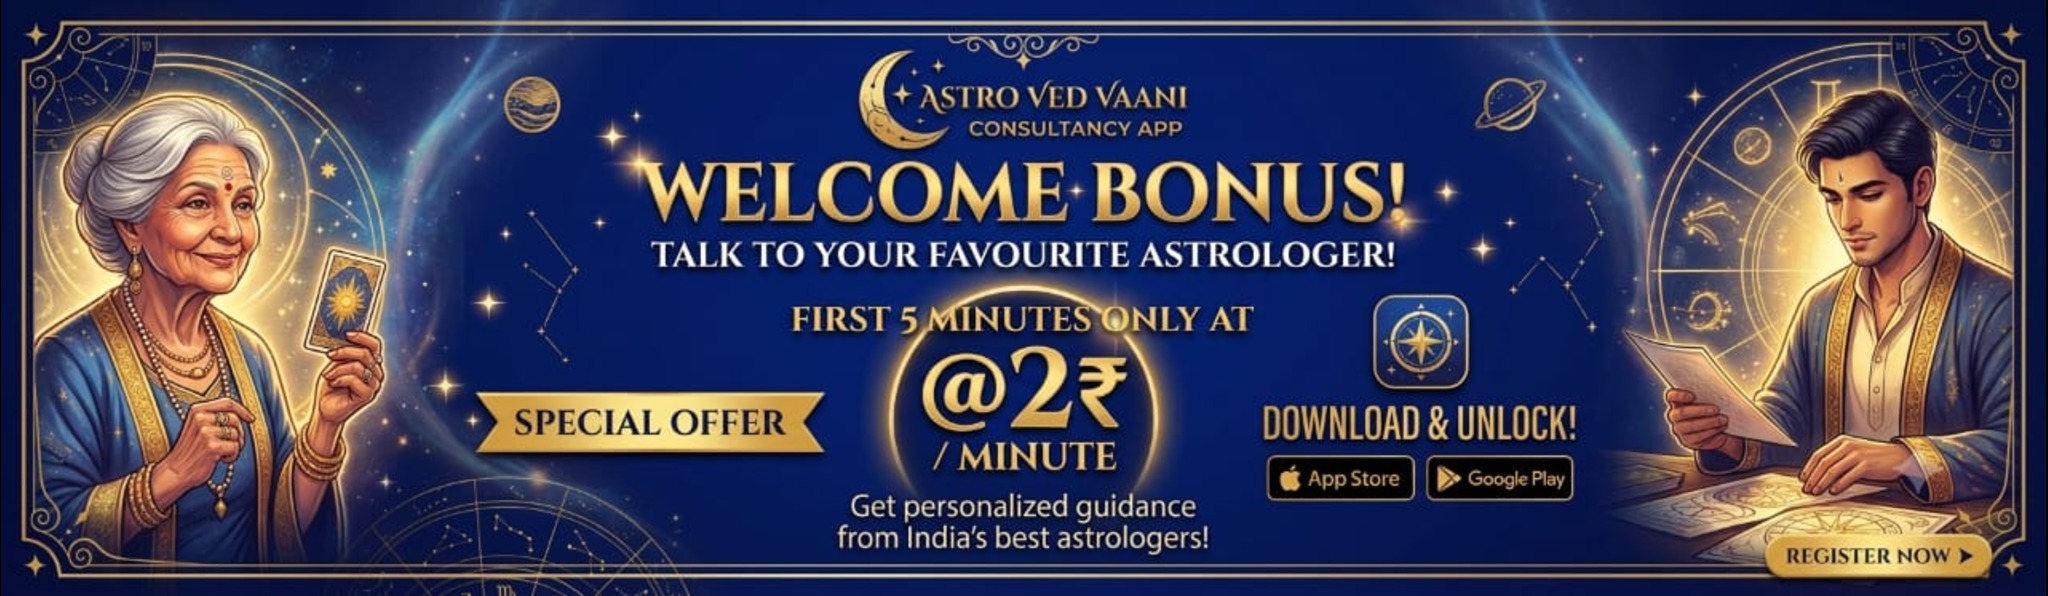 ASTRO VED VAANI
CONSULTANCY APP
WELCOME BONUS!
TALK TO YOUR FAVOURITE ASTROLOGER!
FIRST 5 MINUTES ONLY AT
@2₹
/ MINUTE
SPECIAL OFFER
Get personalized guidance
from India's best astrologers!
DOWNLOAD & UNLOCK!
App Store
Google Play
REGISTER NOW